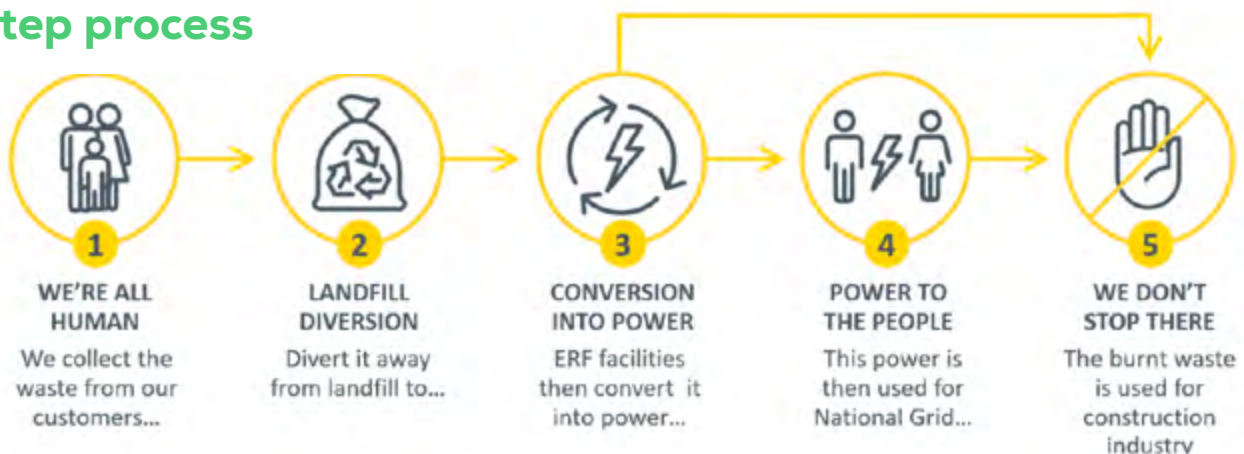 tep process
1
WE'RE ALL
HUMAN
We collect the
waste from our
customers...
2
LANDFILL
DIVERSION
Divert it away
from landfill to...
3
CONVERSION
INTO POWER
ERF facilities
then convert it
into power...
4
POWER TO
THE PEOPLE
This power is
then used for
National Grid...
5
WE DON'T
STOP THERE
The burnt waste
is used for
construction
industry